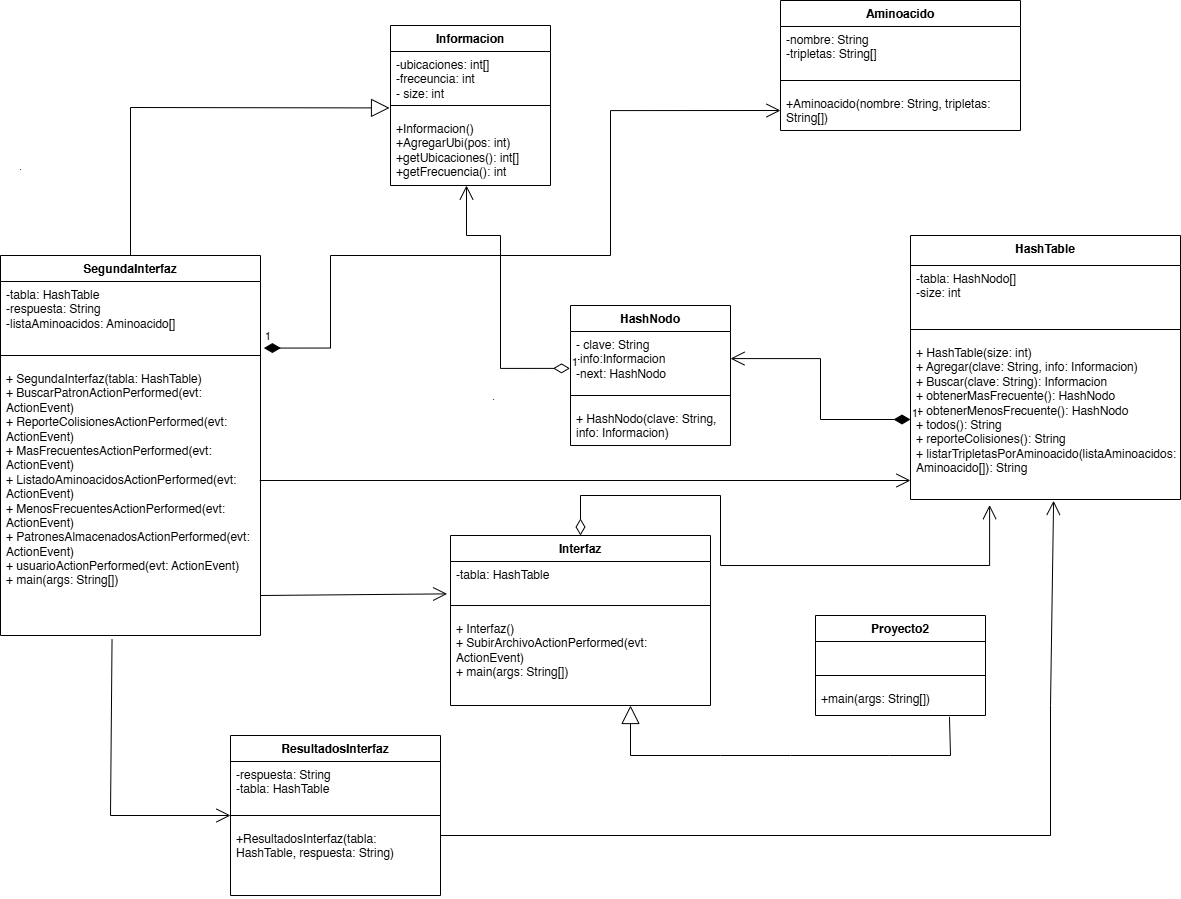 Informacion
-ubicaciones: int[]
-freceuncia: int
- size: int
+Informacion()
+AgregarUbi(pos: int)
+getUbicaciones(): int[]
+getFrecuencia(): int
Aminoacido
-nombre: String
-tripletas: String[]
+Aminoacido(nombre: String, tripletas:
String[])
SegundaInterfaz
-tabla: HashTable
-respuesta: String
-listaAminoacidos: Aminoacido[]
+ SegundaInterfaz(tabla: HashTable)
+ BuscarPatronActionPerformed(evt:
ActionEvent)
+ ReporteColisionesActionPerformed(evt:
ActionEvent)
+ MasFrecuentesActionPerformed(evt:
ActionEvent)
+ ListadoAminoacidosActionPerformed(evt:
ActionEvent)
+ MenosFrecuentesActionPerformed(evt:
ActionEvent)
+ PatronesAlmacenadosActionPerformed(evt:
ActionEvent)
+ usuarioActionPerformed(evt: ActionEvent)
+ main(args: String[])
1
HashNodo
- clave: String
-info:Informacion
-next: HashNodo
+ HashNodo(clave: String,
info: Informacion)
1
HashTable
-tabla: HashNodo[]
-size: int
+ HashTable(size: int)
+ Agregar(clave: String, info: Informacion)
+ Buscar(clave: String): Informacion
+ obtenerMasFrecuente(): HashNodo
+ obtenerMenosFrecuente(): HashNodo
+ todos(): String
+ reporteColisiones(): String
+ listarTripletasPorAminoacido(listaAminoacidos:
Aminoacido[]): String
1
Interfaz
-tabla: HashTable
+ Interfaz()
+ SubirArchivoActionPerformed(evt:
ActionEvent)
+ main(args: String[])
Proyecto2
+main(args: String[])
ResultadosInterfaz
-respuesta: String
-tabla: HashTable
+ResultadosInterfaz(tabla:
HashTable, respuesta: String)